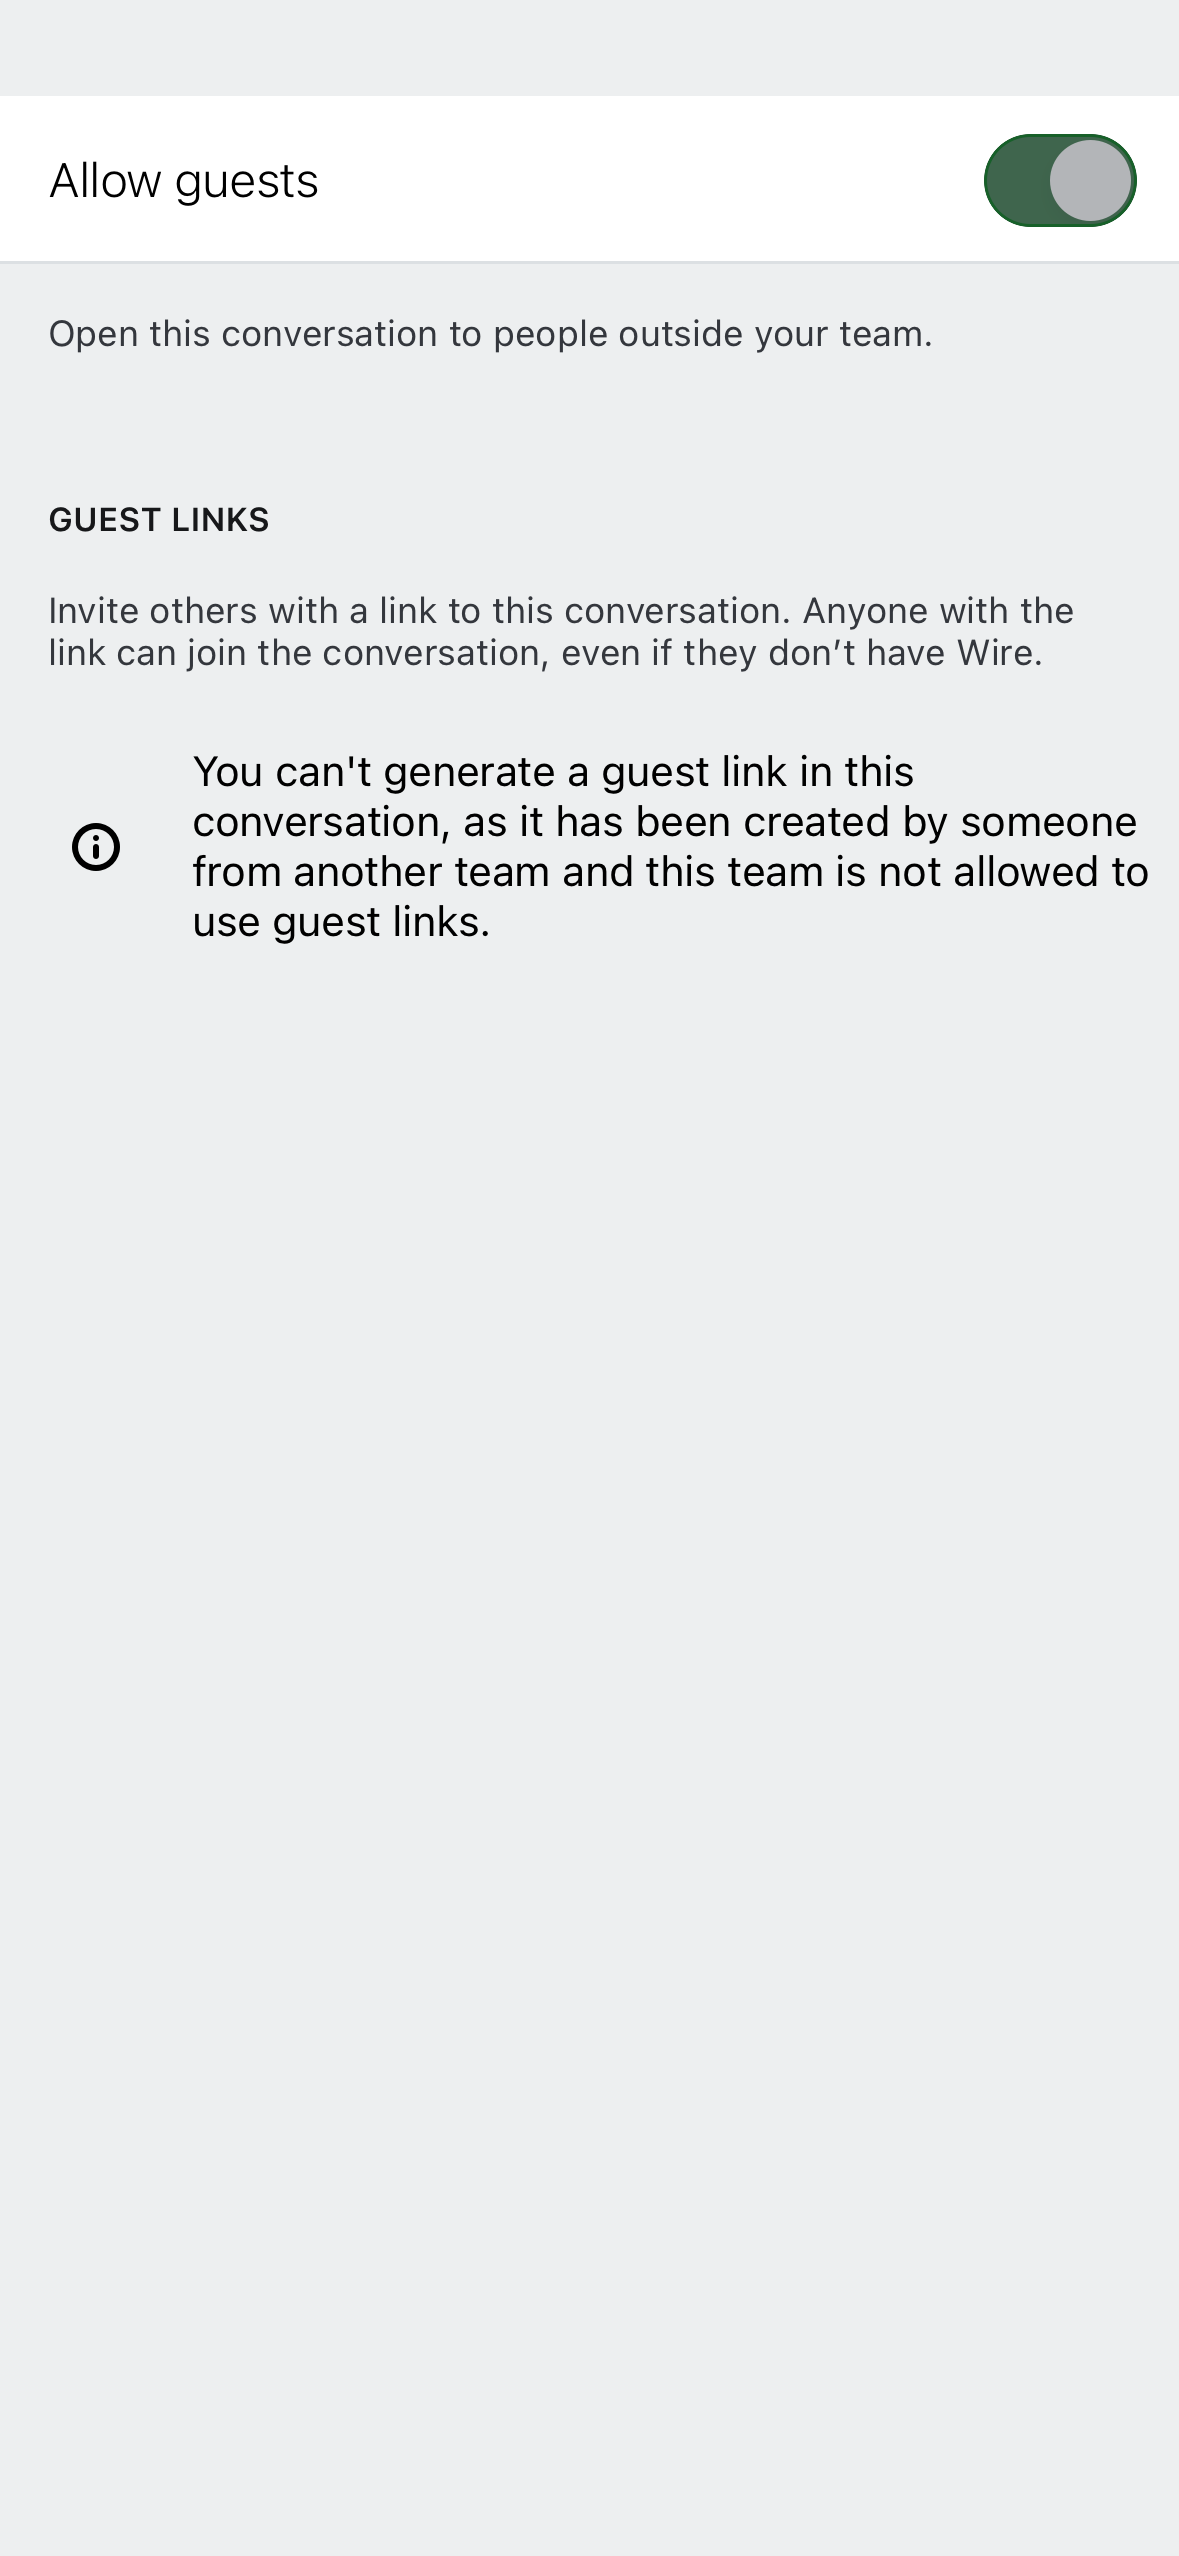 Allow guests
Open this conversation to people outside your team.
GUEST LINKS
Invite others with a link to this conversation. Anyone with the
link can join the conversation, even if they don’t have Wire.
You can't generate a guest link in this
conversation, as it has been created by someone
from another team and this team is not allowed to
use guest links.